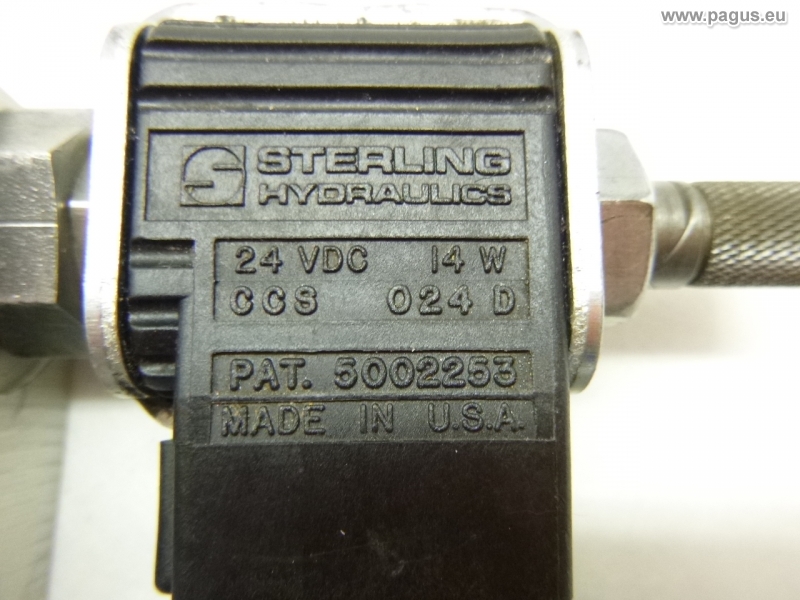 www.pagus.eu
STERLING
HYDRAULICS
24 VDC 14 W
CCS 024 D
PAT. 5002253
MADE IN U.S.A.